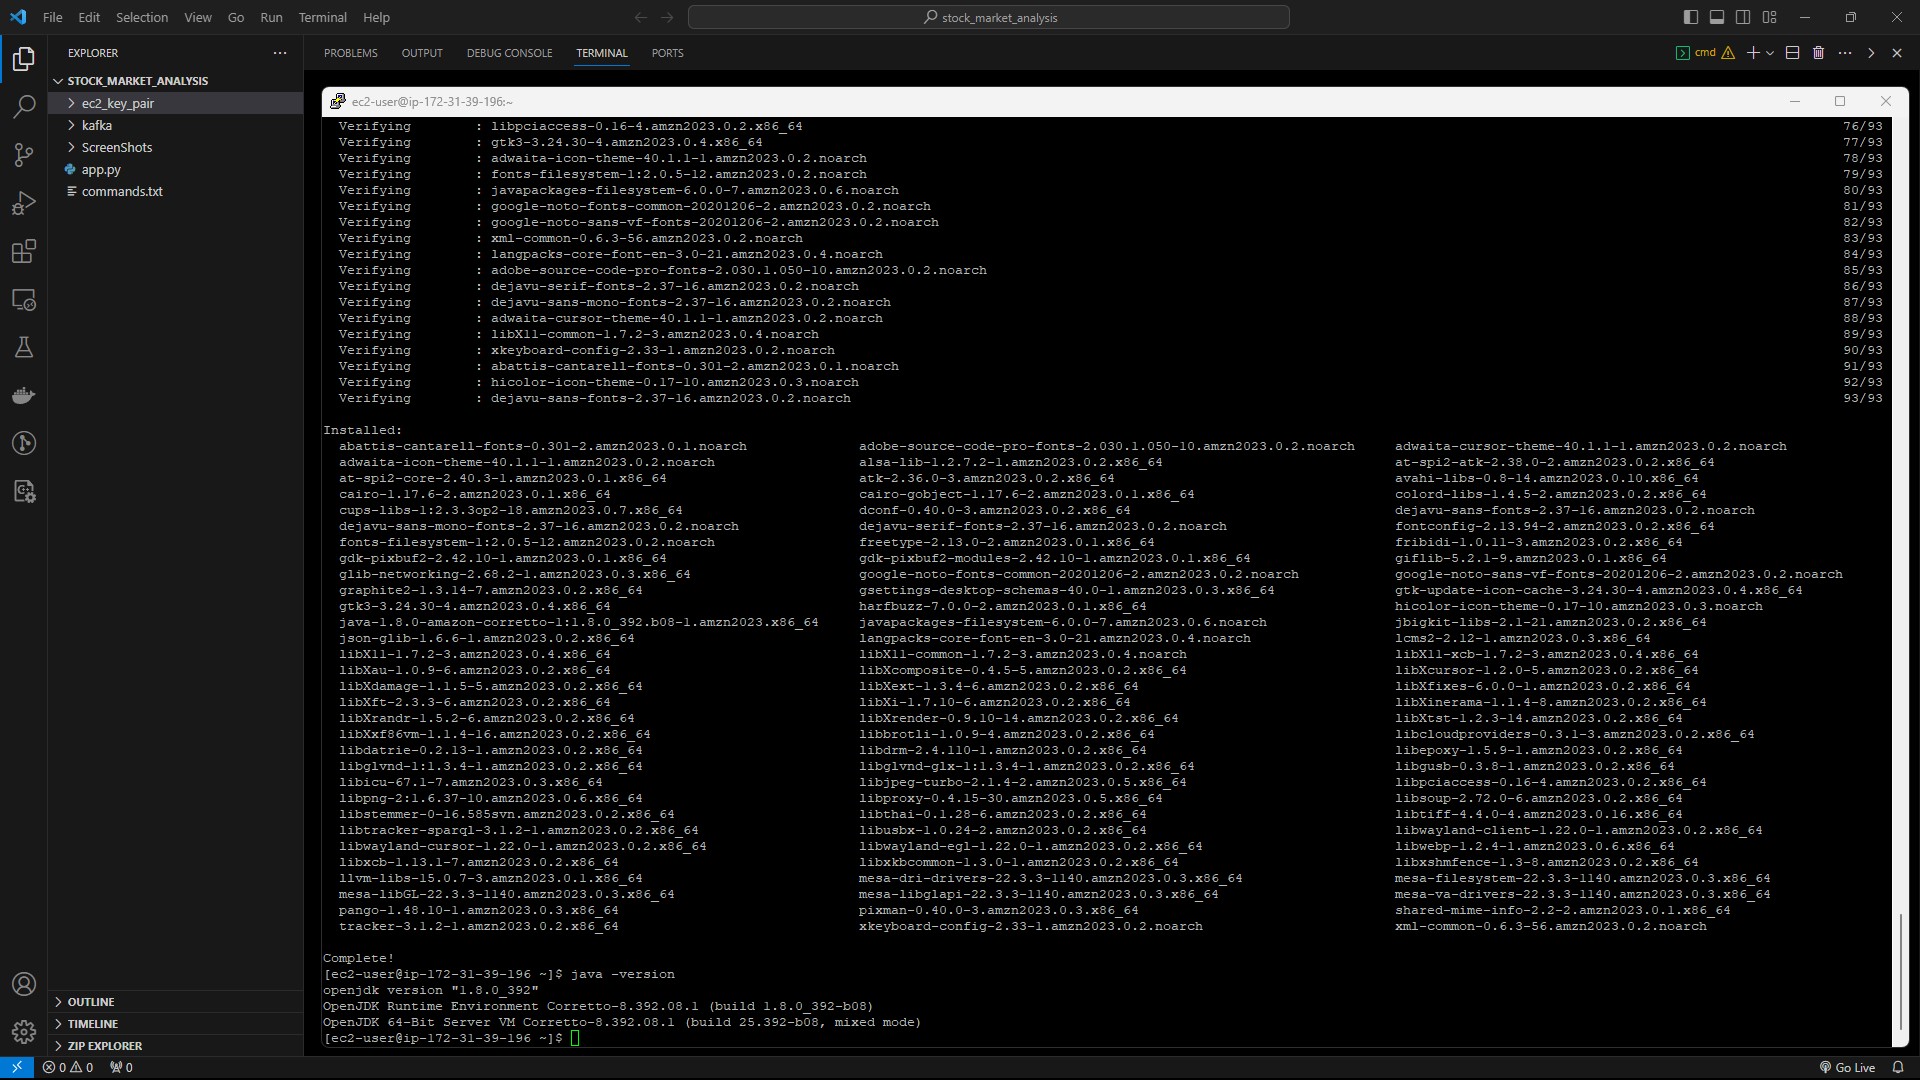 File Edit Selection View Go Run Terminal Help
stock_market_analysis
EXPLORER
STOCK_MARKET_ANALYSIS
ec2_key_pair
kafka
ScreenShots
app.py
commands.txt
OUTLINE
TIMELINE
ZIP EXPLORER
PROBLEMS OUTPUT DEBUG CONSOLE TERMINAL PORTS
cmd
ec2-user@ip-172-31-39-196:~
Verifying : libpciaccess-0.16-4.amzn2023.0.2.x86_64 76/93
Verifying : gtk3-3.24.30-4.amzn2023.0.4.x86_64 77/93
Verifying : adwaita-icon-theme-40.1.1-1.amzn2023.0.2.noarch 78/93
Verifying : fonts-filesystem-1:2.0.5-12.amzn2023.0.2.noarch 79/93
Verifying : javapackages-filesystem-6.0.0-7.amzn2023.0.6.noarch 80/93
Verifying : google-noto-fonts-common-20201206-2.amzn2023.0.2.noarch 81/93
Verifying : google-noto-sans-vf-fonts-20201206-2.amzn2023.0.2.noarch 82/93
Verifying : xml-common-0.6.3-56.amzn2023.0.2.noarch 83/93
Verifying : langpacks-core-font-en-3.0-21.amzn2023.0.4.noarch 84/93
Verifying : adobe-source-code-pro-fonts-2.030.1.050-10.amzn2023.0.2.noarch 85/93
Verifying : dejavu-serif-fonts-2.37-16.amzn2023.0.2.noarch 86/93
Verifying : dejavu-sans-mono-fonts-2.37-16.amzn2023.0.2.noarch 87/93
Verifying : adwaita-cursor-theme-40.1.1-1.amzn2023.0.2.noarch 88/93
Verifying : libX11-common-1.7.2-3.amzn2023.0.4.noarch 89/93
Verifying : xkeyboard-config-2.33-1.amzn2023.0.2.noarch 90/93
Verifying : abattis-cantarell-fonts-0.301-2.amzn2023.0.1.noarch 91/93
Verifying : hicolor-icon-theme-0.17-10.amzn2023.0.3.noarch 92/93
Verifying : dejavu-sans-fonts-2.37-16.amzn2023.0.2.noarch 93/93
Installed:
abattis-cantarell-fonts-0.301-2.amzn2023.0.1.noarch adobe-source-code-pro-fonts-2.030.1.050-10.amzn2023.0.2.noarch adwaita-cursor-theme-40.1.1-1.amzn2023.0.2.noarch
adwaita-icon-theme-40.1.1-1.amzn2023.0.2.noarch alsa-lib-1.2.7.2-1.amzn2023.0.2.x86_64 at-spi2-atk-2.38.0-2.amzn2023.0.2.x86_64
at-spi2-core-2.40.3-1.amzn2023.0.1.x86_64 atk-2.36.0-3.amzn2023.0.2.x86_64 avahi-libs-0.8-14.amzn2023.0.10.x86_64
cairo-1.17.6-2.amzn2023.0.1.x86_64 cairo-gobject-1.17.6-2.amzn2023.0.1.x86_64 colord-libs-1.4.5-2.amzn2023.0.2.x86_64
cups-libs-1:2.3.3op2-18.amzn2023.0.7.x86_64 dconf-0.40.0-3.amzn2023.0.2.x86_64 dejavu-sans-fonts-2.37-16.amzn2023.0.2.noarch
dejavu-sans-mono-fonts-2.37-16.amzn2023.0.2.noarch dejavu-serif-fonts-2.37-16.amzn2023.0.2.noarch fontconfig-2.13.94-2.amzn2023.0.2.x86_64
fonts-filesystem-1:2.0.5-12.amzn2023.0.2.noarch freetype-2.13.0-2.amzn2023.0.1.x86_64 fribidi-1.0.11-3.amzn2023.0.2.x86_64
gdk-pixbuf2-2.42.10-1.amzn2023.0.1.x86_64 gdk-pixbuf2-modules-2.42.10-1.amzn2023.0.1.x86_64 giflib-5.2.1-9.amzn2023.0.1.x86_64
glib-networking-2.68.2-1.amzn2023.0.3.x86_64 google-noto-fonts-common-20201206-2.amzn2023.0.2.noarch google-noto-sans-vf-fonts-20201206-2.amzn2023.0.2.noarch
graphite2-1.3.14-7.amzn2023.0.2.x86_64 gsettings-desktop-schemas-40.0-1.amzn2023.0.3.x86_64 gtk-update-icon-cache-3.24.30-4.amzn2023.0.4.x86_64
gtk3-3.24.30-4.amzn2023.0.4.x86_64 harfbuzz-7.0.0-2.amzn2023.0.1.x86_64 hicolor-icon-theme-0.17-10.amzn2023.0.3.noarch
java-1.8.0-amazon-corretto-1:1.8.0_392.b08-1.amzn2023.x86_64 javapackages-filesystem-6.0.0-7.amzn2023.0.6.noarch jbigkit-libs-2.1-21.amzn2023.0.2.x86_64
json-glib-1.6.6-1.amzn2023.0.2.x86_64 langpacks-core-font-en-3.0-21.amzn2023.0.4.noarch lcms2-2.12-1.amzn2023.0.3.x86_64
libX11-1.7.2-3.amzn2023.0.4.x86_64 libX11-common-1.7.2-3.amzn2023.0.4.noarch libX11-xcb-1.7.2-3.amzn2023.0.4.x86_64
libXau-1.0.9-6.amzn2023.0.2.x86_64 libXcomposite-0.4.5-5.amzn2023.0.2.x86_64 libXcursor-1.2.0-5.amzn2023.0.2.x86_64
libXdamage-1.1.5-5.amzn2023.0.2.x86_64 libXext-1.3.4-6.amzn2023.0.2.x86_64 libXfixes-6.0.0-1.amzn2023.0.2.x86_64
libXft-2.3.3-6.amzn2023.0.2.x86_64 libXi-1.7.10-6.amzn2023.0.2.x86_64 libXinerama-1.1.4-8.amzn2023.0.2.x86_64
libXrandr-1.5.2-6.amzn2023.0.2.x86_64 libXrender-0.9.10-14.amzn2023.0.2.x86_64 libXtst-1.2.3-14.amzn2023.0.2.x86_64
libXxf86vm-1.1.4-16.amzn2023.0.2.x86_64 libbrotli-1.0.9-4.amzn2023.0.2.x86_64 libcloudproviders-0.3.1-3.amzn2023.0.2.x86_64
libdatrie-0.2.13-1.amzn2023.0.2.x86_64 libdrm-2.4.110-1.amzn2023.0.2.x86_64 libepoxy-1.5.9-1.amzn2023.0.2.x86_64
libglvnd-1:1.3.4-1.amzn2023.0.2.x86_64 libglvnd-glx-1:1.3.4-1.amzn2023.0.2.x86_64 libgusb-0.3.8-1.amzn2023.0.2.x86_64
libicu-67.1-7.amzn2023.0.3.x86_64 libjpeg-turbo-2.1.4-2.amzn2023.0.5.x86_64 libpciaccess-0.16-4.amzn2023.0.2.x86_64
libpng-2:1.6.37-10.amzn2023.0.6.x86_64 libproxy-0.4.15-30.amzn2023.0.5.x86_64 libsoup-2.72.0-6.amzn2023.0.2.x86_64
libstemmer-0-16.585svn.amzn2023.0.2.x86_64 libthai-0.1.28-6.amzn2023.0.2.x86_64 libtiff-4.4.0-4.amzn2023.0.16.x86_64
libtracker-sparql-3.1.2-1.amzn2023.0.2.x86_64 libusbx-1.0.24-2.amzn2023.0.2.x86_64 libwayland-client-1.22.0-1.amzn2023.0.2.x86_64
libwayland-cursor-1.22.0-1.amzn2023.0.2.x86_64 libwayland-egl-1.22.0-1.amzn2023.0.2.x86_64 libwebp-1.2.4-1.amzn2023.0.6.x86_64
libxcb-1.13.1-7.amzn2023.0.2.x86_64 libxkbcommon-1.3.0-1.amzn2023.0.2.x86_64 libxshmfence-1.3-8.amzn2023.0.2.x86_64
llvm-libs-15.0.7-3.amzn2023.0.1.x86_64 mesa-dri-drivers-22.3.3-1140.amzn2023.0.3.x86_64 mesa-filesystem-22.3.3-1140.amzn2023.0.3.x86_64
mesa-libGL-22.3.3-1140.amzn2023.0.3.x86_64 mesa-libglapi-22.3.3-1140.amzn2023.0.3.x86_64 mesa-va-drivers-22.3.3-1140.amzn2023.0.3.x86_64
pango-1.48.10-1.amzn2023.0.3.x86_64 pixman-0.40.0-3.amzn2023.0.3.x86_64 shared-mime-info-2.2-2.amzn2023.0.1.x86_64
tracker-3.1.2-1.amzn2023.0.2.x86_64 xkeyboard-config-2.33-1.amzn2023.0.2.noarch xml-common-0.6.3-56.amzn2023.0.2.noarch
Complete!
[ec2-user@ip-172-31-39-196 ~]$ java -version
openjdk version "1.8.0_392"
OpenJDK Runtime Environment Corretto-8.392.08.1 (build 1.8.0_392-b08)
OpenJDK 64-Bit Server VM Corretto-8.392.08.1 (build 25.392-b08, mixed mode)
[ec2-user@ip-172-31-39-196 ~]$
0 0 0
Go Live